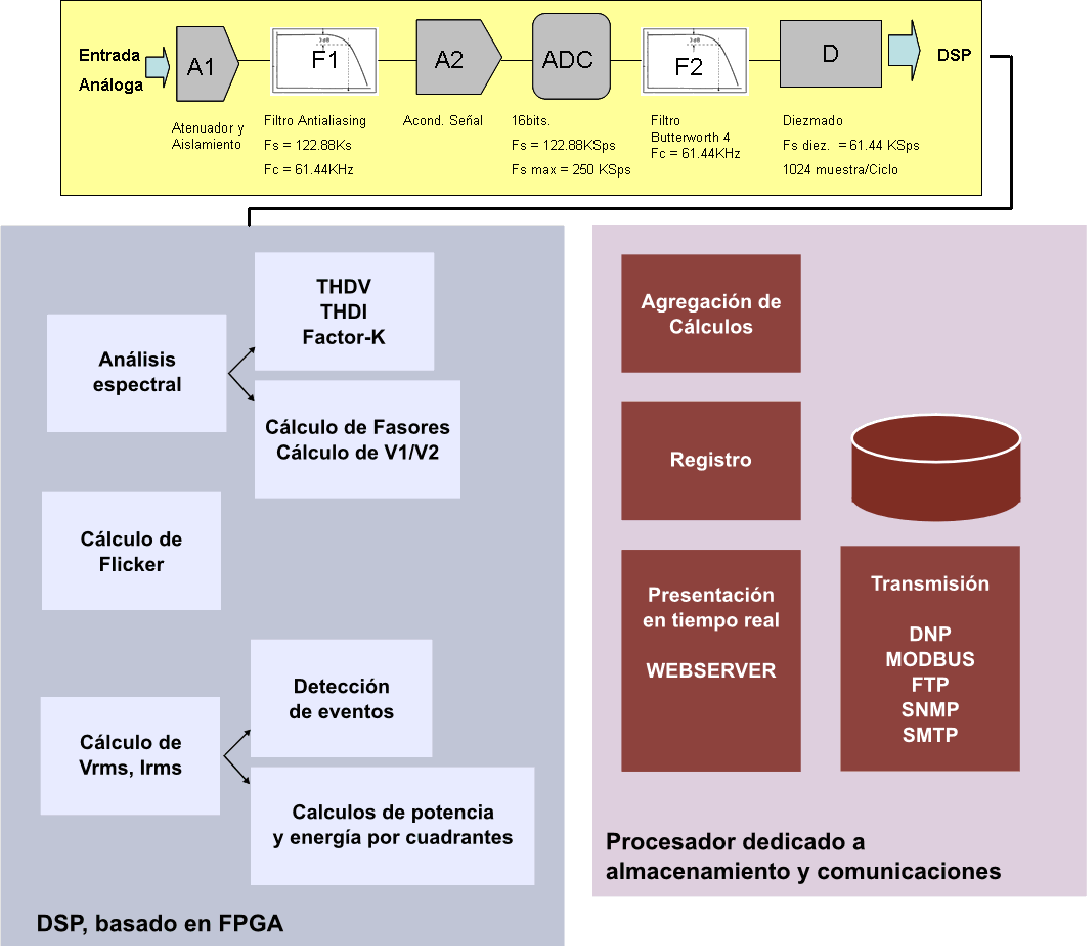 Entrada
Análoga
A1
F1
A2
ADC
F2
D
DSP
Atenuador y
Aislamiento
Filtro Antialiasing
Fs = 122.88Ks
Fc = 61.44KHz
Acond. Señal
16bits.
Fs = 122.88KSps
Fs max = 250 KSps
Filtro
Butterworth 4
Fc = 61.44KHz
Diezmado
Fs diez. = 61.44 KSps
1024 muestra/Ciclo
Análisis
espectral
THDV
THDI
Factor-K
Cálculo de Fasores
Cálculo de V1/V2
Cálculo de
Flicker
Cálculo de
Vrms, Irms
Detección
de eventos
Calculos de potencia
y energía por cuadrantes
DSP, basado en FPGA
Agregación de
Cálculos
Registro
Presentación
en tiempo real
WEBSERVER
Transmisión
DNP
MODBUS
FTP
SNMP
SMTP
Procesador dedicado a
almacenamiento y comunicaciones